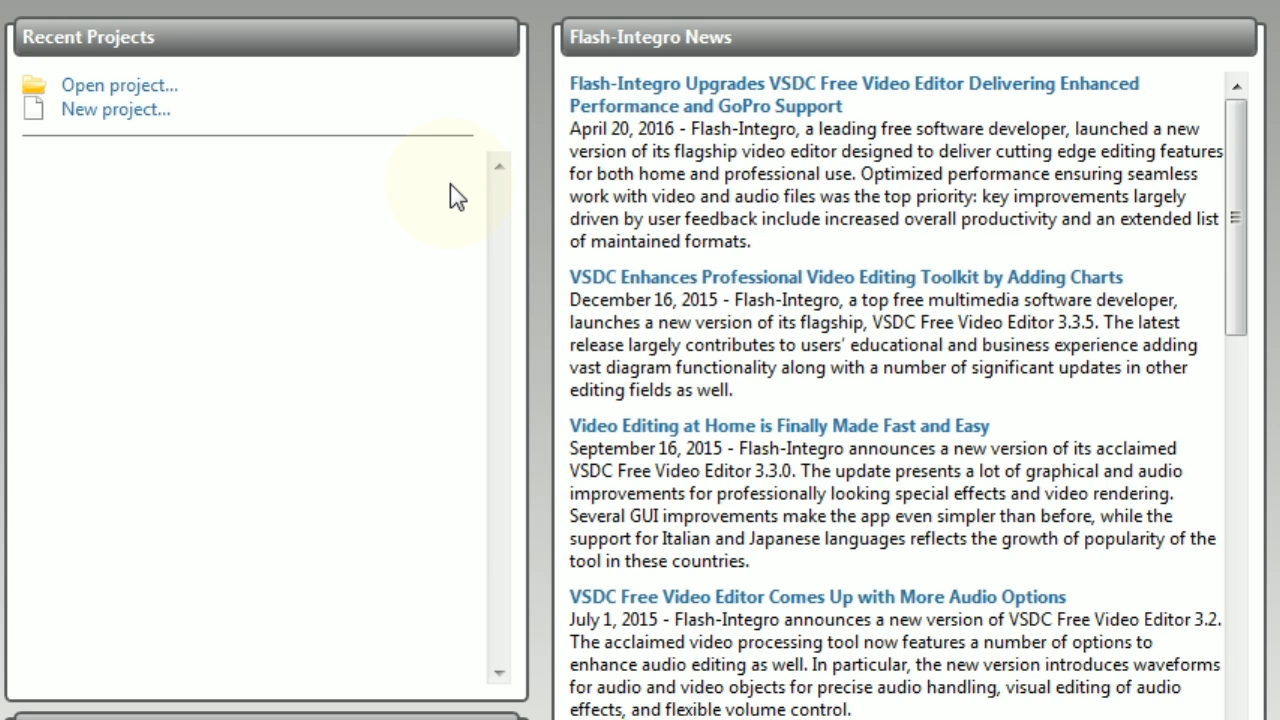 Recent Projects
Open project...
New project...
Flash-Integro News
Flash-Integro Upgrades VSDC Free Video Editor Delivering Enhanced
Performance and GoPro Support
April 20, 2016 - Flash-Integro, a leading free software developer, launched a new
version of its flagship video editor designed to deliver cutting edge editing features
for both home and professional use. Optimized performance ensuring seamless
work with video and audio files was the top priority: key improvements largely
driven by user feedback include increased overall productivity and an extended list
of maintained formats.
VSDC Enhances Professional Video Editing Toolkit by Adding Charts
December 16, 2015 - Flash-Integro, a top free multimedia software developer,
launches a new version of its flagship, VSDC Free Video Editor 3.3.5. The latest
release largely contributes to users' educational and business experience adding
vast diagram functionality along with a number of significant updates in other
editing fields as well.
Video Editing at Home is Finally Made Fast and Easy
September 16, 2015 - Flash-Integro announces a new version of its acclaimed
VSDC Free Video Editor 3.3.0. The update presents a lot of graphical and audio
improvements for professionally looking special effects and video rendering.
Several GUI improvements make the app even simpler than before, while the
support for Italian and Japanese languages reflects the growth of popularity of the
tool in these countries.
VSDC Free Video Editor Comes Up with More Audio Options
July 1, 2015 - Flash-Integro announces a new version of VSDC Free Video Editor 3.2.
The acclaimed video processing tool now features a number of options to
enhance audio editing as well. In particular, the new version introduces waveforms
for audio and video objects for precise audio handling, visual editing of audio
effects, and flexible volume control.